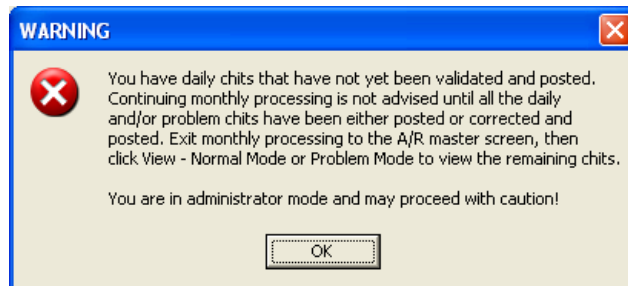 WARNING
You have daily chits that have not yet been validated and posted.
Continuing monthly processing is not advised until all the daily
and/or problem chits have been either posted or corrected and
posted. Exit monthly processing to the A/R master screen, then
click View - Normal Mode or Problem Mode to view the remaining chits.
You are in administrator mode and may proceed with caution!
OK